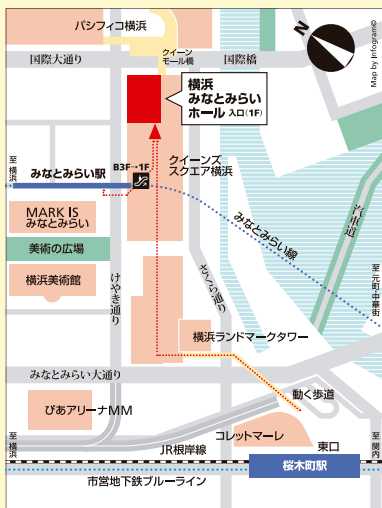 パシフィコ横浜
クイーン
モール橋
国際大通り
国際橋
N
Map by infograms©
横浜
みなとみらい
ホール 入口(1F)
至 横浜
みなとみらい駅
B3F→1F
クイーンズ
スクエア横浜
MARK IS
みなとみらい
みなとみらい線
汽車道
美術の広場
横浜美術館
けやき通り
さくら通り
至 元町・中華街
横浜ランドマークタワー
みなとみらい大通り
動く歩道
ぴあアリーナMM
コレットマーレ
東口
至 横浜
JR根岸線
桜木町駅
至 関内
市営地下鉄ブルーライン